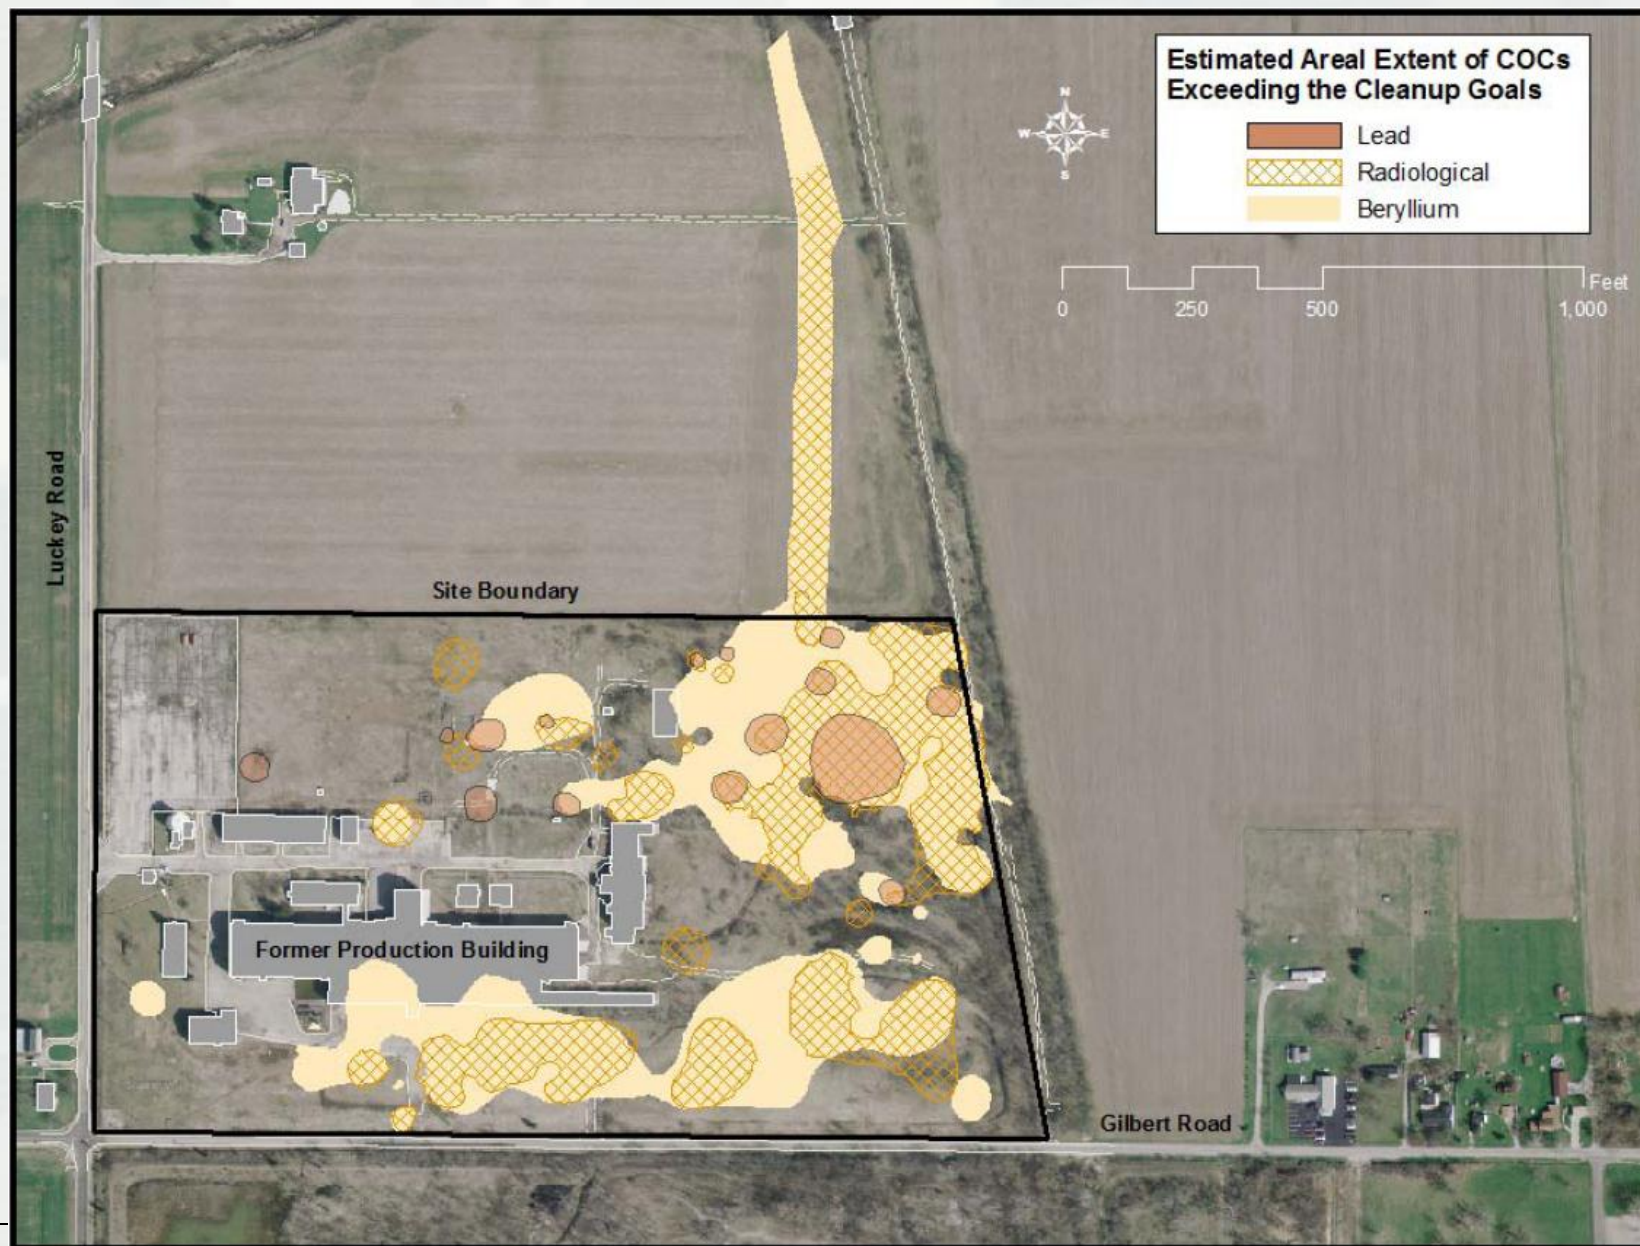 Estimated Areal Extent of COCs
Exceeding the Cleanup Goals
Lead
Radiological
Beryllium
N
W
E
S
Feet
0
250
500
1,000
Luckey Road
Site Boundary
Former Production Building
Gilbert Road